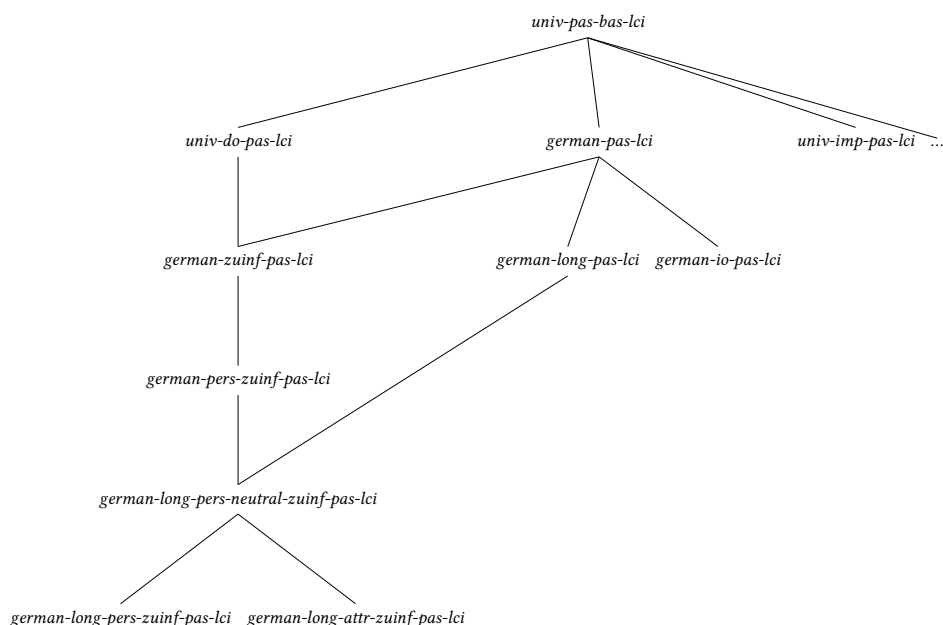 univ-pas-bas-lci
univ-do-pas-lci german-pas-lci univ-imp-pas-lci ...
german-zuinf-pas-lci german-long-pas-lci german-io-pas-lci
german-pers-zuinf-pas-lci
german-long-pers-neutral-zuinf-pas-lci
german-long-pers-zuinf-pas-lci german-long-attr-zuinf-pas-lci